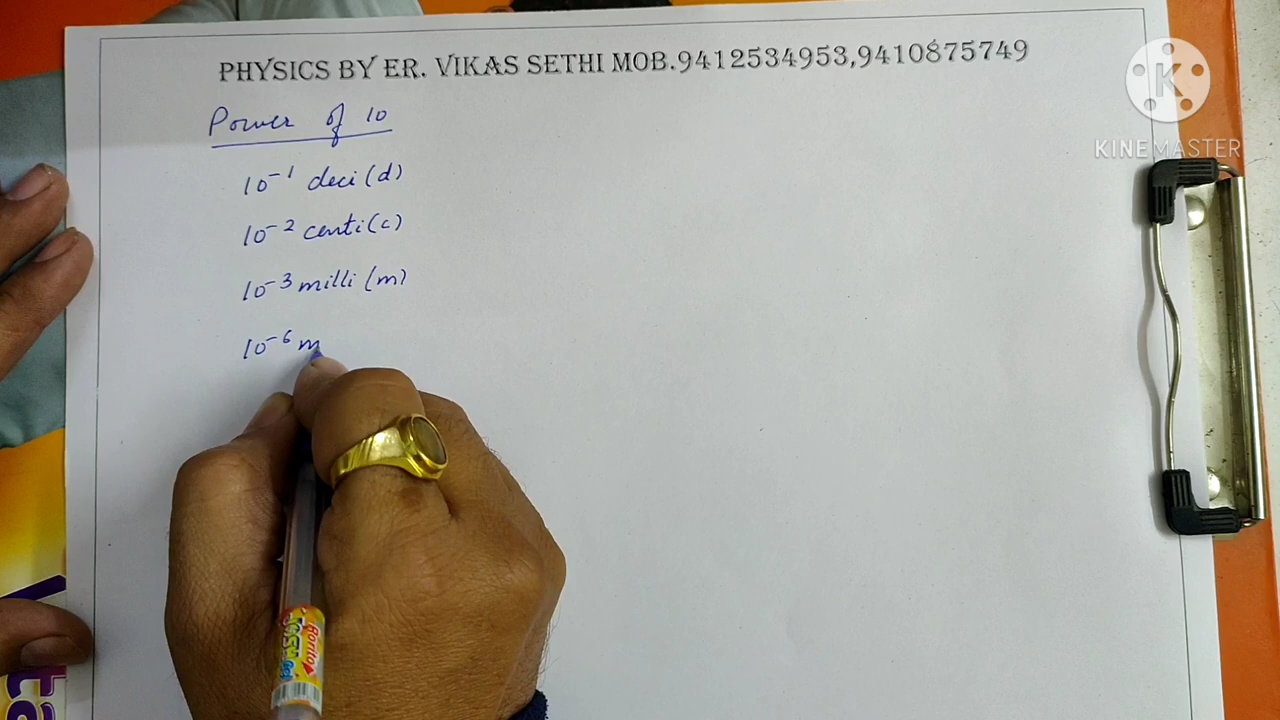 PHYSICS BY ER. VIKAS SETHI MOB.9412534953,9410875749
K
KINEMASTER
Power of 10
10⁻¹ deci (d)
10⁻² centi (c)
10⁻³ milli (m)
10⁻⁶ m
Rorito